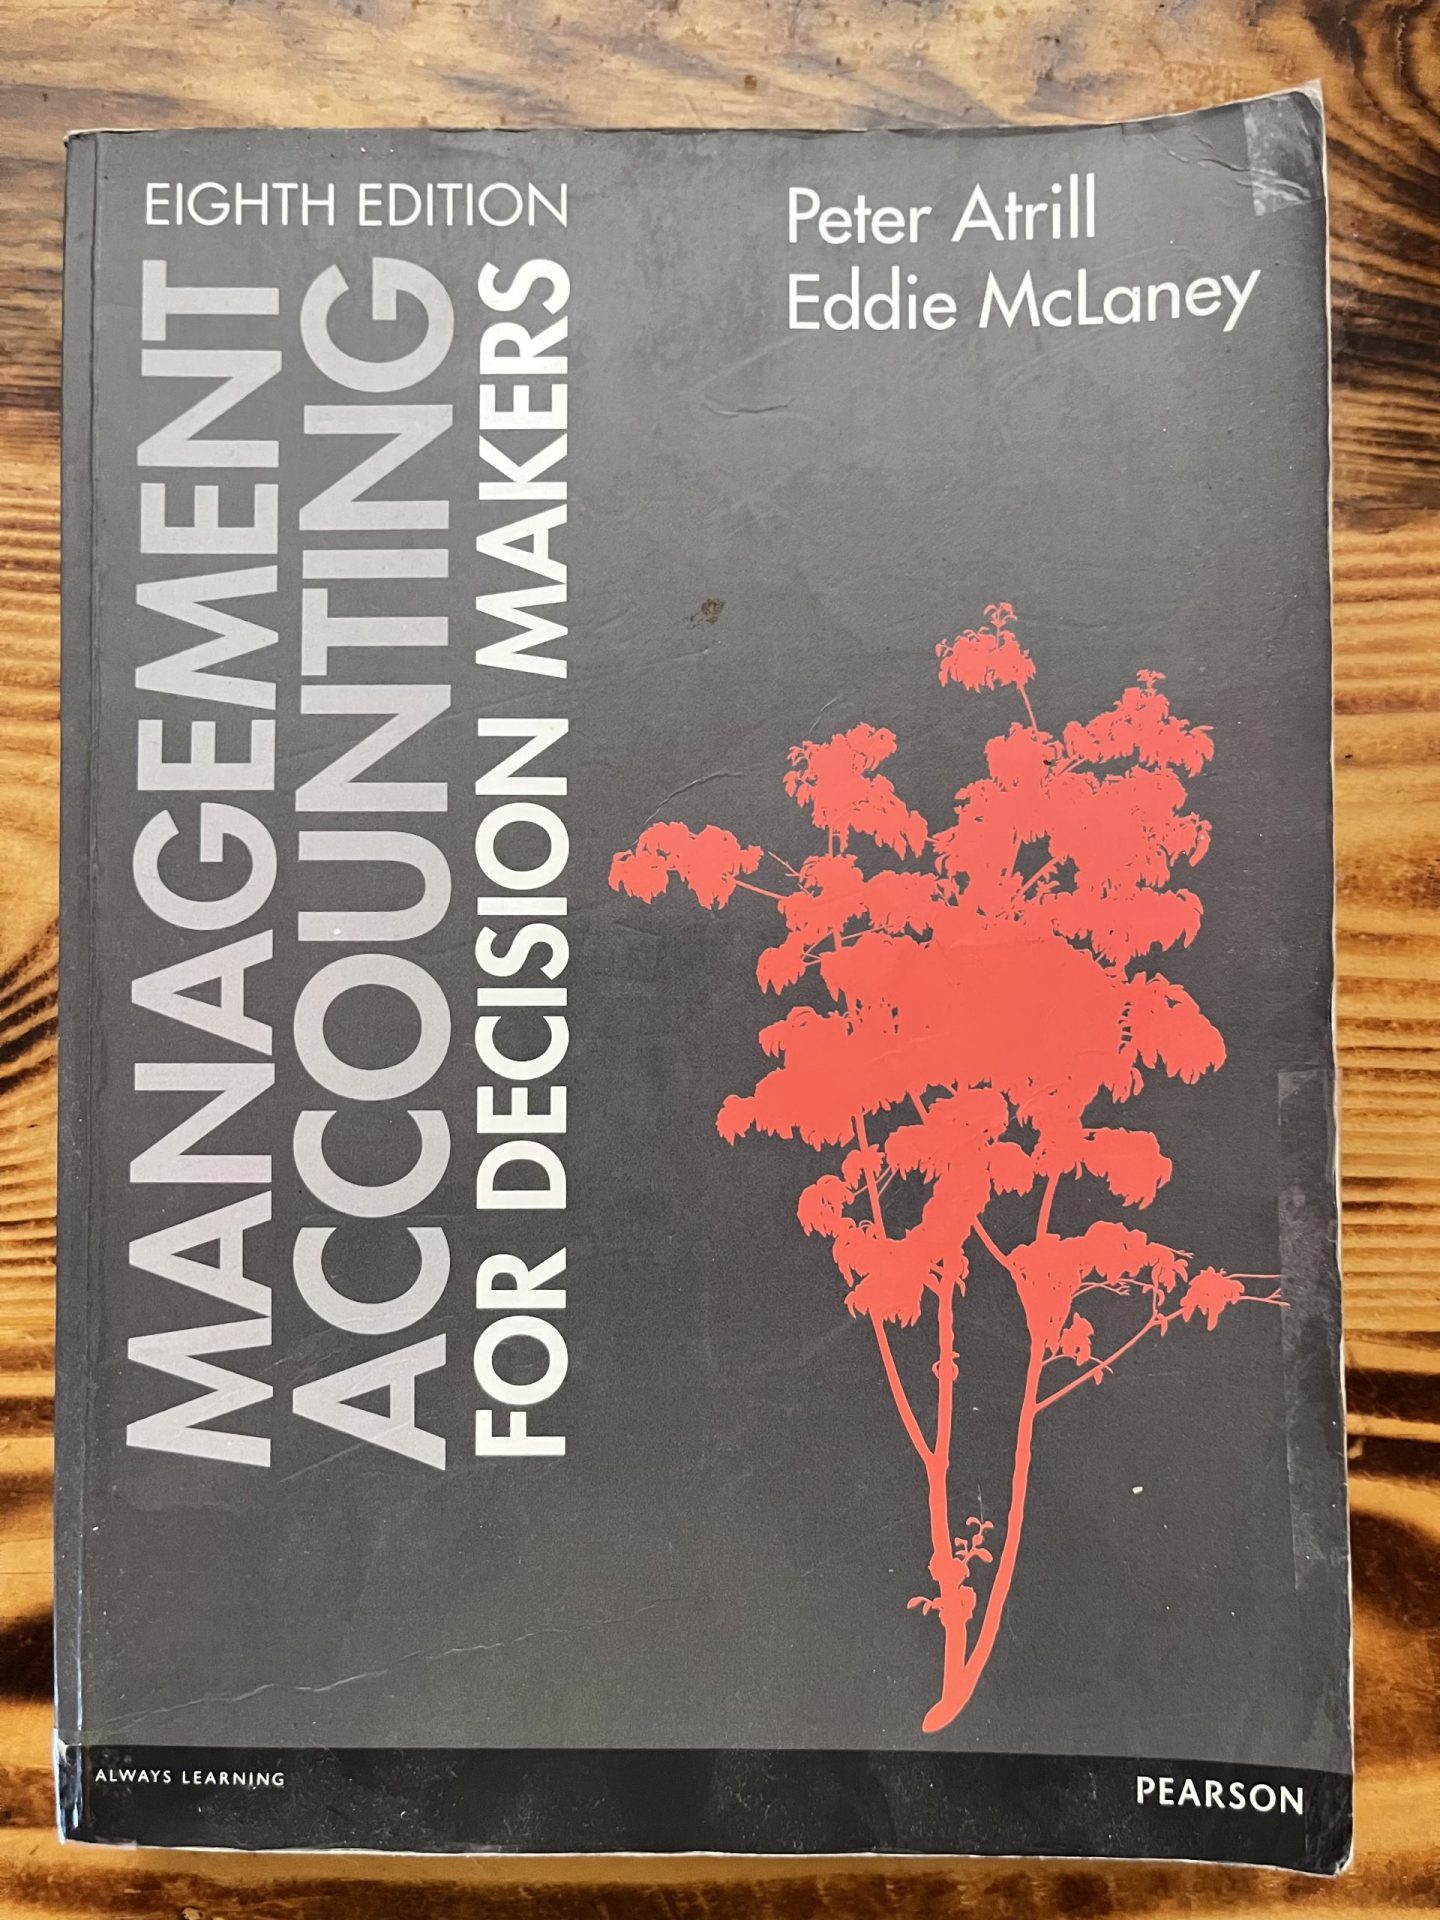 EIGHTH EDITION
MANAGEMENT
ACCOUNTING
FOR DECISION MAKERS
Peter Atrill
Eddie McLaney
ALWAYS LEARNING
PEARSON